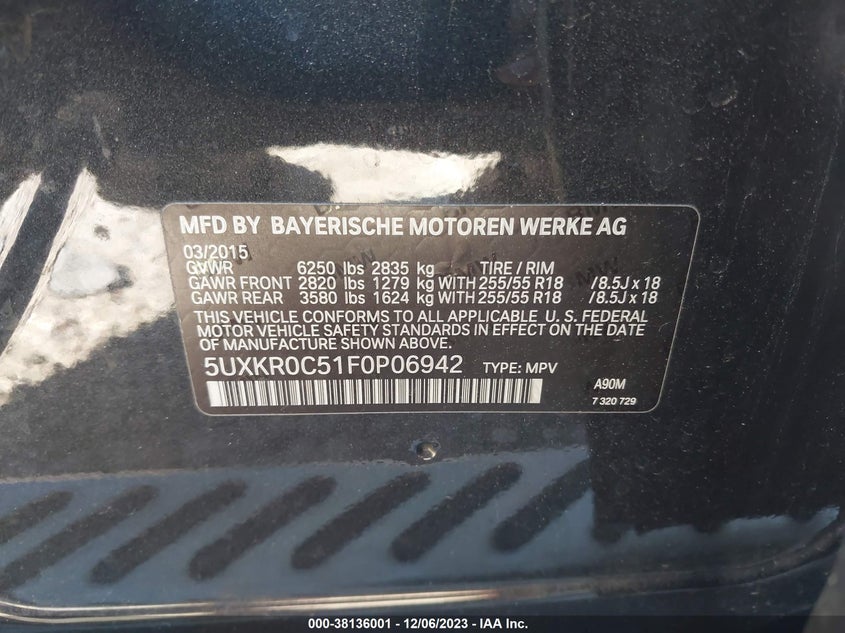 MFD BY BAYERISCHE MOTOREN WERKE AG
03/2015
GVWR 6250 lbs 2835 kg TIRE / RIM
GAWR FRONT 2820 lbs 1279 kg WITH 255/55 R18 / 8.5J x 18
GAWR REAR 3580 lbs 1624 kg WITH 255/55 R18 / 8.5J x 18
THIS VEHICLE CONFORMS TO ALL APPLICABLE U. S. FEDERAL
MOTOR VEHICLE SAFETY STANDARDS IN EFFECT ON THE DATE
OF MANUFACTURE SHOWN ABOVE.
5UXKR0C51F0P06942 TYPE: MPV
A90M
7 320 729
000-38136001 - 12/06/2023 - IAA Inc.